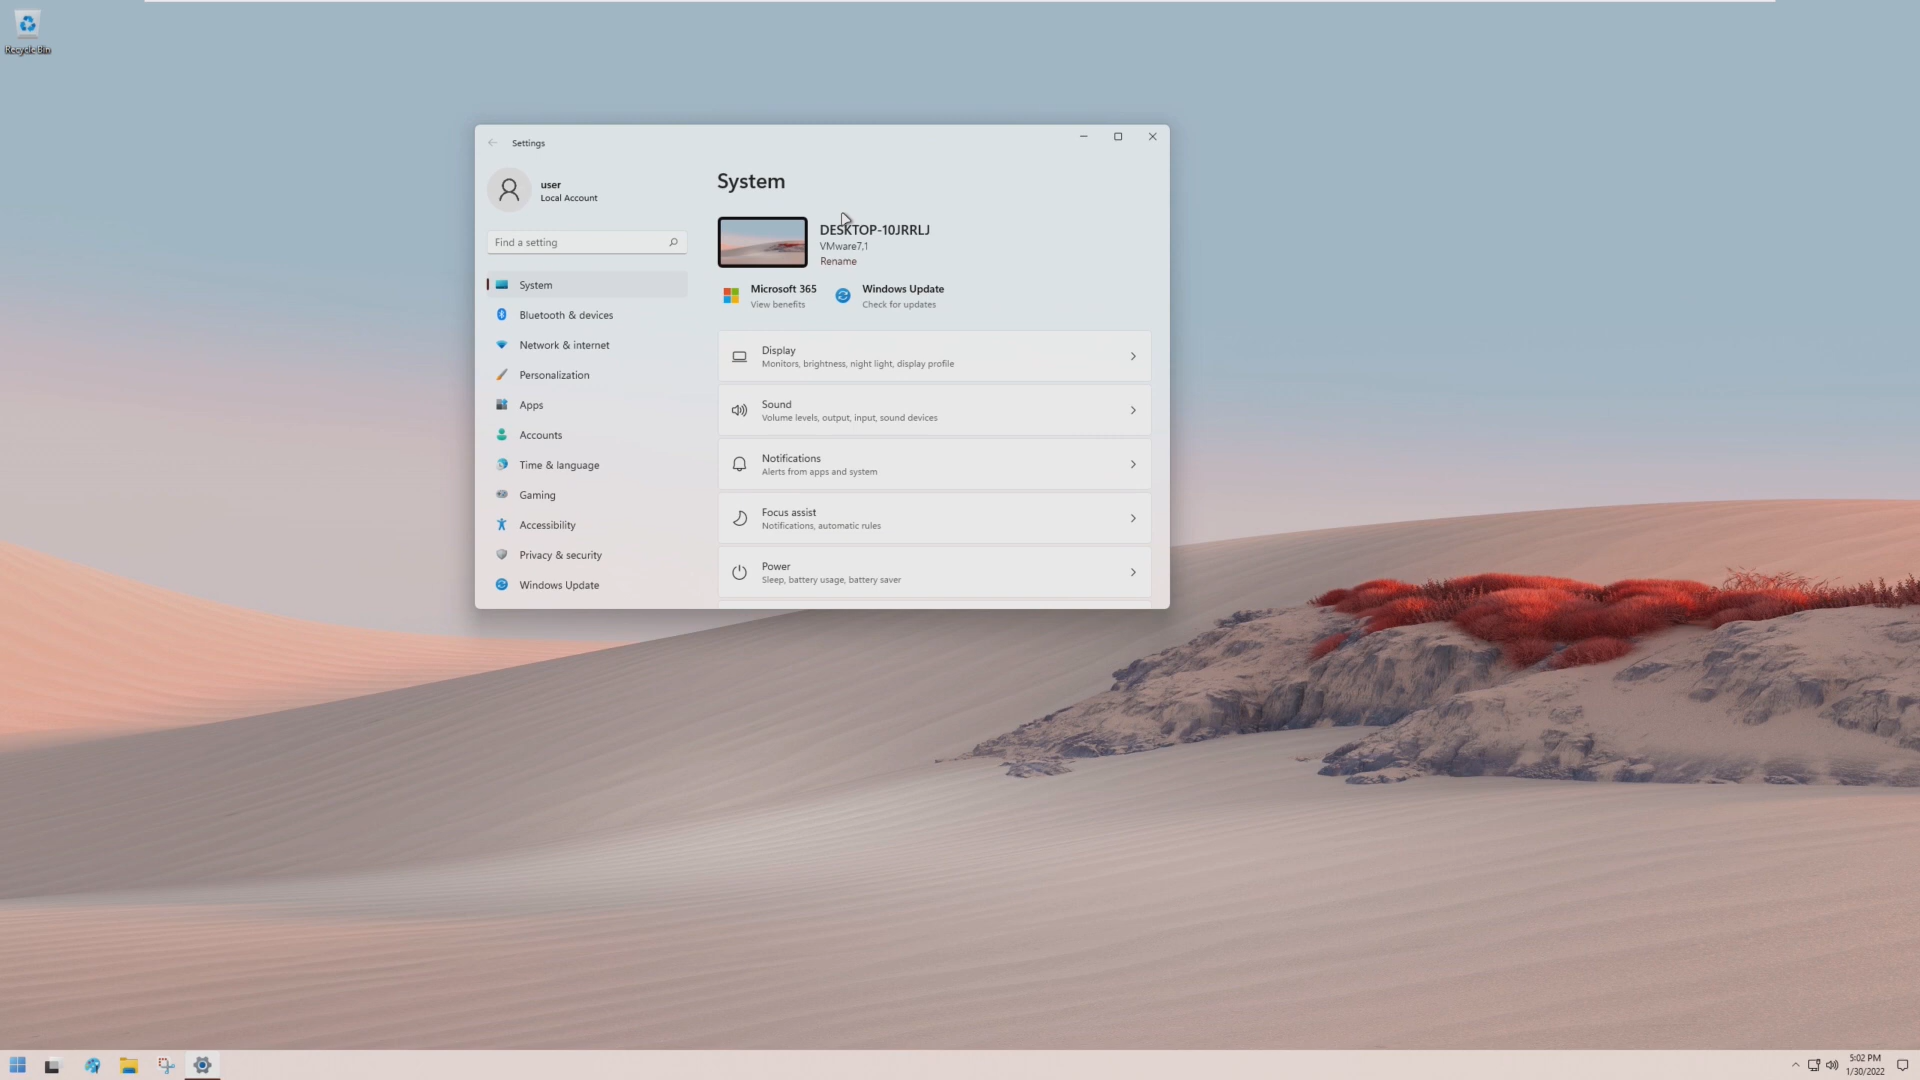 Recycle Bin
Settings
user
Local Account
Find a setting
System
Bluetooth & devices
Network & internet
Personalization
Apps
Accounts
Time & language
Gaming
Accessibility
Privacy & security
Windows Update
System
DESKTOP-10JRRLJ
VMware7,1
Rename
Microsoft 365
View benefits
Windows Update
Check for updates
Display
Monitors, brightness, night light, display profile
Sound
Volume levels, output, input, sound devices
Notifications
Alerts from apps and system
Focus assist
Notifications, automatic rules
Power
Sleep, battery usage, battery saver
5:02 PM
1/30/2022